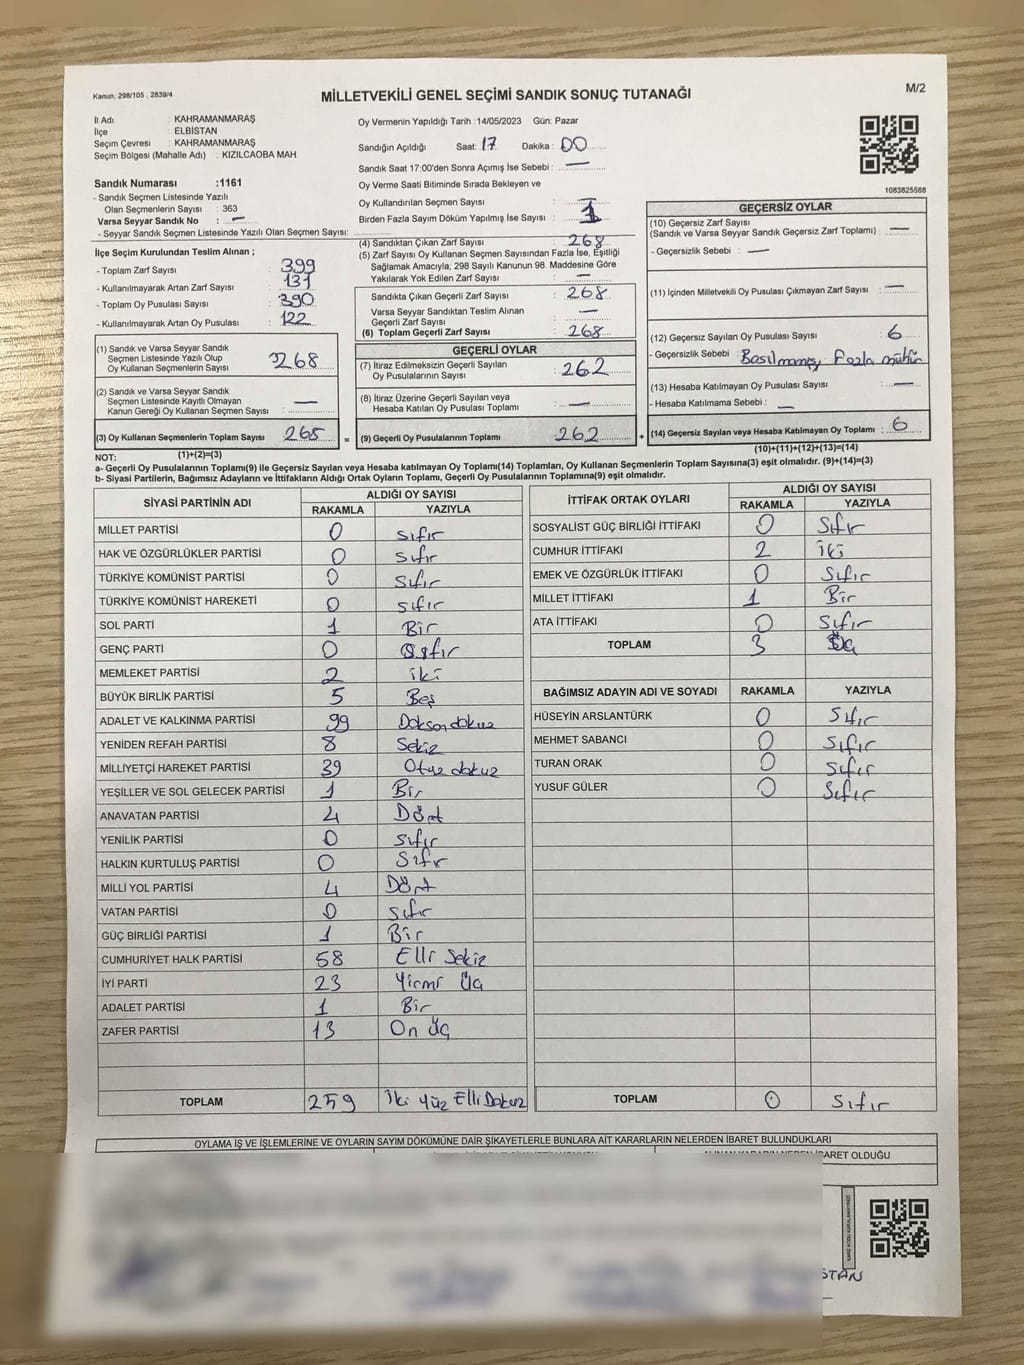 Kanun; 298/105 , 2839/4
MİLLETVEKİLİ GENEL SEÇİMİ SANDIK SONUÇ TUTANAĞI
M/2
İl Adı : KAHRAMANMARAŞ
İlçe : ELBİSTAN
Seçim Çevresi : KAHRAMANMARAŞ
Seçim Bölgesi (Mahalle Adı) : KIZILCAOBA MAH
Sandık Numarası :1161
- Sandık Seçmen Listesinde Yazılı
Olan Seçmenlerin Sayısı : 363
Varsa Seyyar Sandık No : -
- Seyyar Sandık Seçmen Listesinde Yazılı Olan Seçmen Sayısı:
Oy Vermenin Yapıldığı Tarih :14/05/2023 Gün: Pazar
Sandığın Açıldığı Saat: 17 Dakika : 00
Sandık Saat 17:00'den Sonra Açımış İse Sebebi : —
Oy Verme Saati Bitiminde Sırada Bekleyen ve
Oy Kullandırılan Seçmen Sayısı : —
Birden Fazla Sayım Döküm Yapılmış İse Sayısı : 1
1083825588
İlçe Seçim Kurulundan Teslim Alınan ;
- Toplam Zarf Sayısı : 399
- Kullanılmayarak Artan Zarf Sayısı : 131
- Toplam Oy Pusulası Sayısı : 390
- Kullanılmayarak Artan Oy Pusulası : 122
(4) Sandıktan Çıkan Zarf Sayısı : 268
(5) Zarf Sayısı Oy Kullanan Seçmen Sayısından Fazla İse, Eşitliği
Sağlamak Amacıyla; 298 Sayılı Kanunun 98. Maddesine Göre
Yakılarak Yok Edilen Zarf Sayısı : —
Sandıkta Çıkan Geçerli Zarf Sayısı : 268
Varsa Seyyar Sandıktan Teslim Alınan
Geçerli Zarf Sayısı : —
(6) Toplam Geçerli Zarf Sayısı : 268
GEÇERSİZ OYLAR
(10) Geçersiz Zarf Sayısı
(Sandık ve Varsa Seyyar Sandık Geçersiz Zarf Toplamı) : —
- Geçersizlik Sebebi : —
(11) İçinden Milletvekili Oy Pusulası Çıkmayan Zarf Sayısı : —
(12) Geçersiz Sayılan Oy Pusulası Sayısı : 6
- Geçersizlik Sebebi : Basılmamış, Fazla mühür
(13) Hesaba Katılmayan Oy Pusulası Sayısı : —
- Hesaba Katılmama Sebebi : —
(14) Geçersiz Sayılan veya Hesaba Katılmayan Oy Toplamı : 6
(10)+(11)+(12)+(13)=(14)
(1) Sandık ve Varsa Seyyar Sandık
Seçmen Listesinde Yazılı Olup
Oy Kullanan Seçmenlerin Sayısı : 268
(2) Sandık ve Varsa Seyyar Sandık
Seçmen Listesinde Kayıtlı Olmayan
Kanun Gereği Oy Kullanan Seçmen Sayısı : —
(3) Oy Kullanan Seçmenlerin Toplam Sayısı : 268 =
(1)+(2)=(3)
GEÇERLİ OYLAR
(7) İtiraz Edilmeksizin Geçerli Sayılan
Oy Pusulalarının Sayısı : 262
(8) İtiraz Üzerine Geçerli Sayılan veya
Hesaba Katılan Oy Pusulası Toplamı : —
(9) Geçerli Oy Pusulalarının Toplamı : 262 +
NOT:
a- Geçerli Oy Pusulalarının Toplamı(9) ile Geçersiz Sayılan veya Hesaba katılmayan Oy Toplamı(14) Toplamları, Oy Kullanan Seçmenlerin Toplam Sayısına(3) eşit olmalıdır. (9)+(14)=(3)
b- Siyasi Partilerin, Bağımsız Adayların ve İttifakların Aldığı Ortak Oyların Toplamı, Geçerli Oy Pusulalarının Toplamına(9) eşit olmalıdır.
SİYASİ PARTİNİN ADI ALDIĞI OY SAYISI
RAKAMLA YAZIYLA
MİLLET PARTİSİ 0 sıfır
HAK VE ÖZGÜRLÜKLER PARTİSİ 0 sıfır
TÜRKİYE KOMÜNİST PARTİSİ 0 sıfır
TÜRKİYE KOMÜNİST HAREKETİ 0 sıfır
SOL PARTİ 1 Bir
GENÇ PARTİ 0 sıfır
MEMLEKET PARTİSİ 2 iki
BÜYÜK BİRLİK PARTİSİ 5 Beş
ADALET VE KALKINMA PARTİSİ 99 Doksandokuz
YENİDEN REFAH PARTİSİ 8 Sekiz
MİLLİYETÇİ HAREKET PARTİSİ 39 Otuz dokuz
YEŞİLLER VE SOL GELECEK PARTİSİ 1 Bir
ANAVATAN PARTİSİ 4 Dört
YENİLİK PARTİSİ 0 sıfır
HALKIN KURTULUŞ PARTİSİ 0 Sıfır
MİLLİ YOL PARTİSİ 4 Dört
VATAN PARTİSİ 0 sıfır
GÜÇ BİRLİĞİ PARTİSİ 1 Bir
CUMHURİYET HALK PARTİSİ 58 Elli Sekiz
İYİ PARTİ 23 Yirmi Üç
ADALET PARTİSİ 1 Bir
ZAFER PARTİSİ 13 On Üç
TOPLAM 259 İki Yüz Elli Dokuz
İTTİFAK ORTAK OYLARI ALDIĞI OY SAYISI
RAKAMLA YAZIYLA
SOSYALİST GÜÇ BİRLİĞİ İTTİFAKI 0 Sıfır
CUMHUR İTTİFAKI 2 İki
EMEK VE ÖZGÜRLÜK İTTİFAKI 0 Sıfır
MİLLET İTTİFAKI 1 Bir
ATA İTTİFAKI 0 Sıfır
TOPLAM 3 Üç
BAĞIMSIZ ADAYIN ADI VE SOYADI RAKAMLA YAZIYLA
HÜSEYİN ARSLANTÜRK 0 Sıfır
MEHMET SABANCI 0 Sıfır
TURAN ORAK 0 Sıfır
YUSUF GÜLER 0 Sıfır
TOPLAM 0 Sıfır
OYLAMA İŞ VE İŞLEMLERİNE VE OYLARIN SAYIM DÖKÜMÜNE DAİR ŞİKAYETLERLE BUNLARA AİT KARARLARIN NELERDEN İBARET BULUNDUKLARI
İBARET OLDUĞU
KARE KODU KARALAMAYINIZ!
STAN